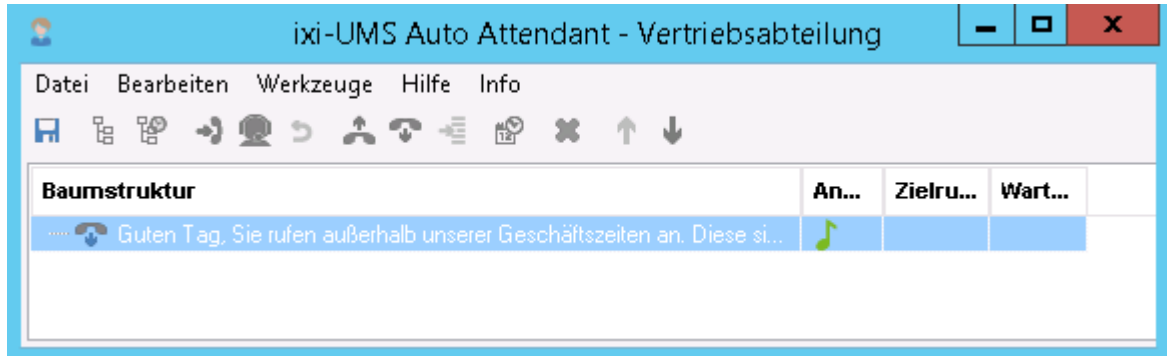 ixi-UMS Auto Attendant - Vertriebsabteilung
Datei Bearbeiten Werkzeuge Hilfe Info
Baumstruktur An... Zielru... Wart...
Guten Tag, Sie rufen außerhalb unserer Geschäftszeiten an. Diese si...